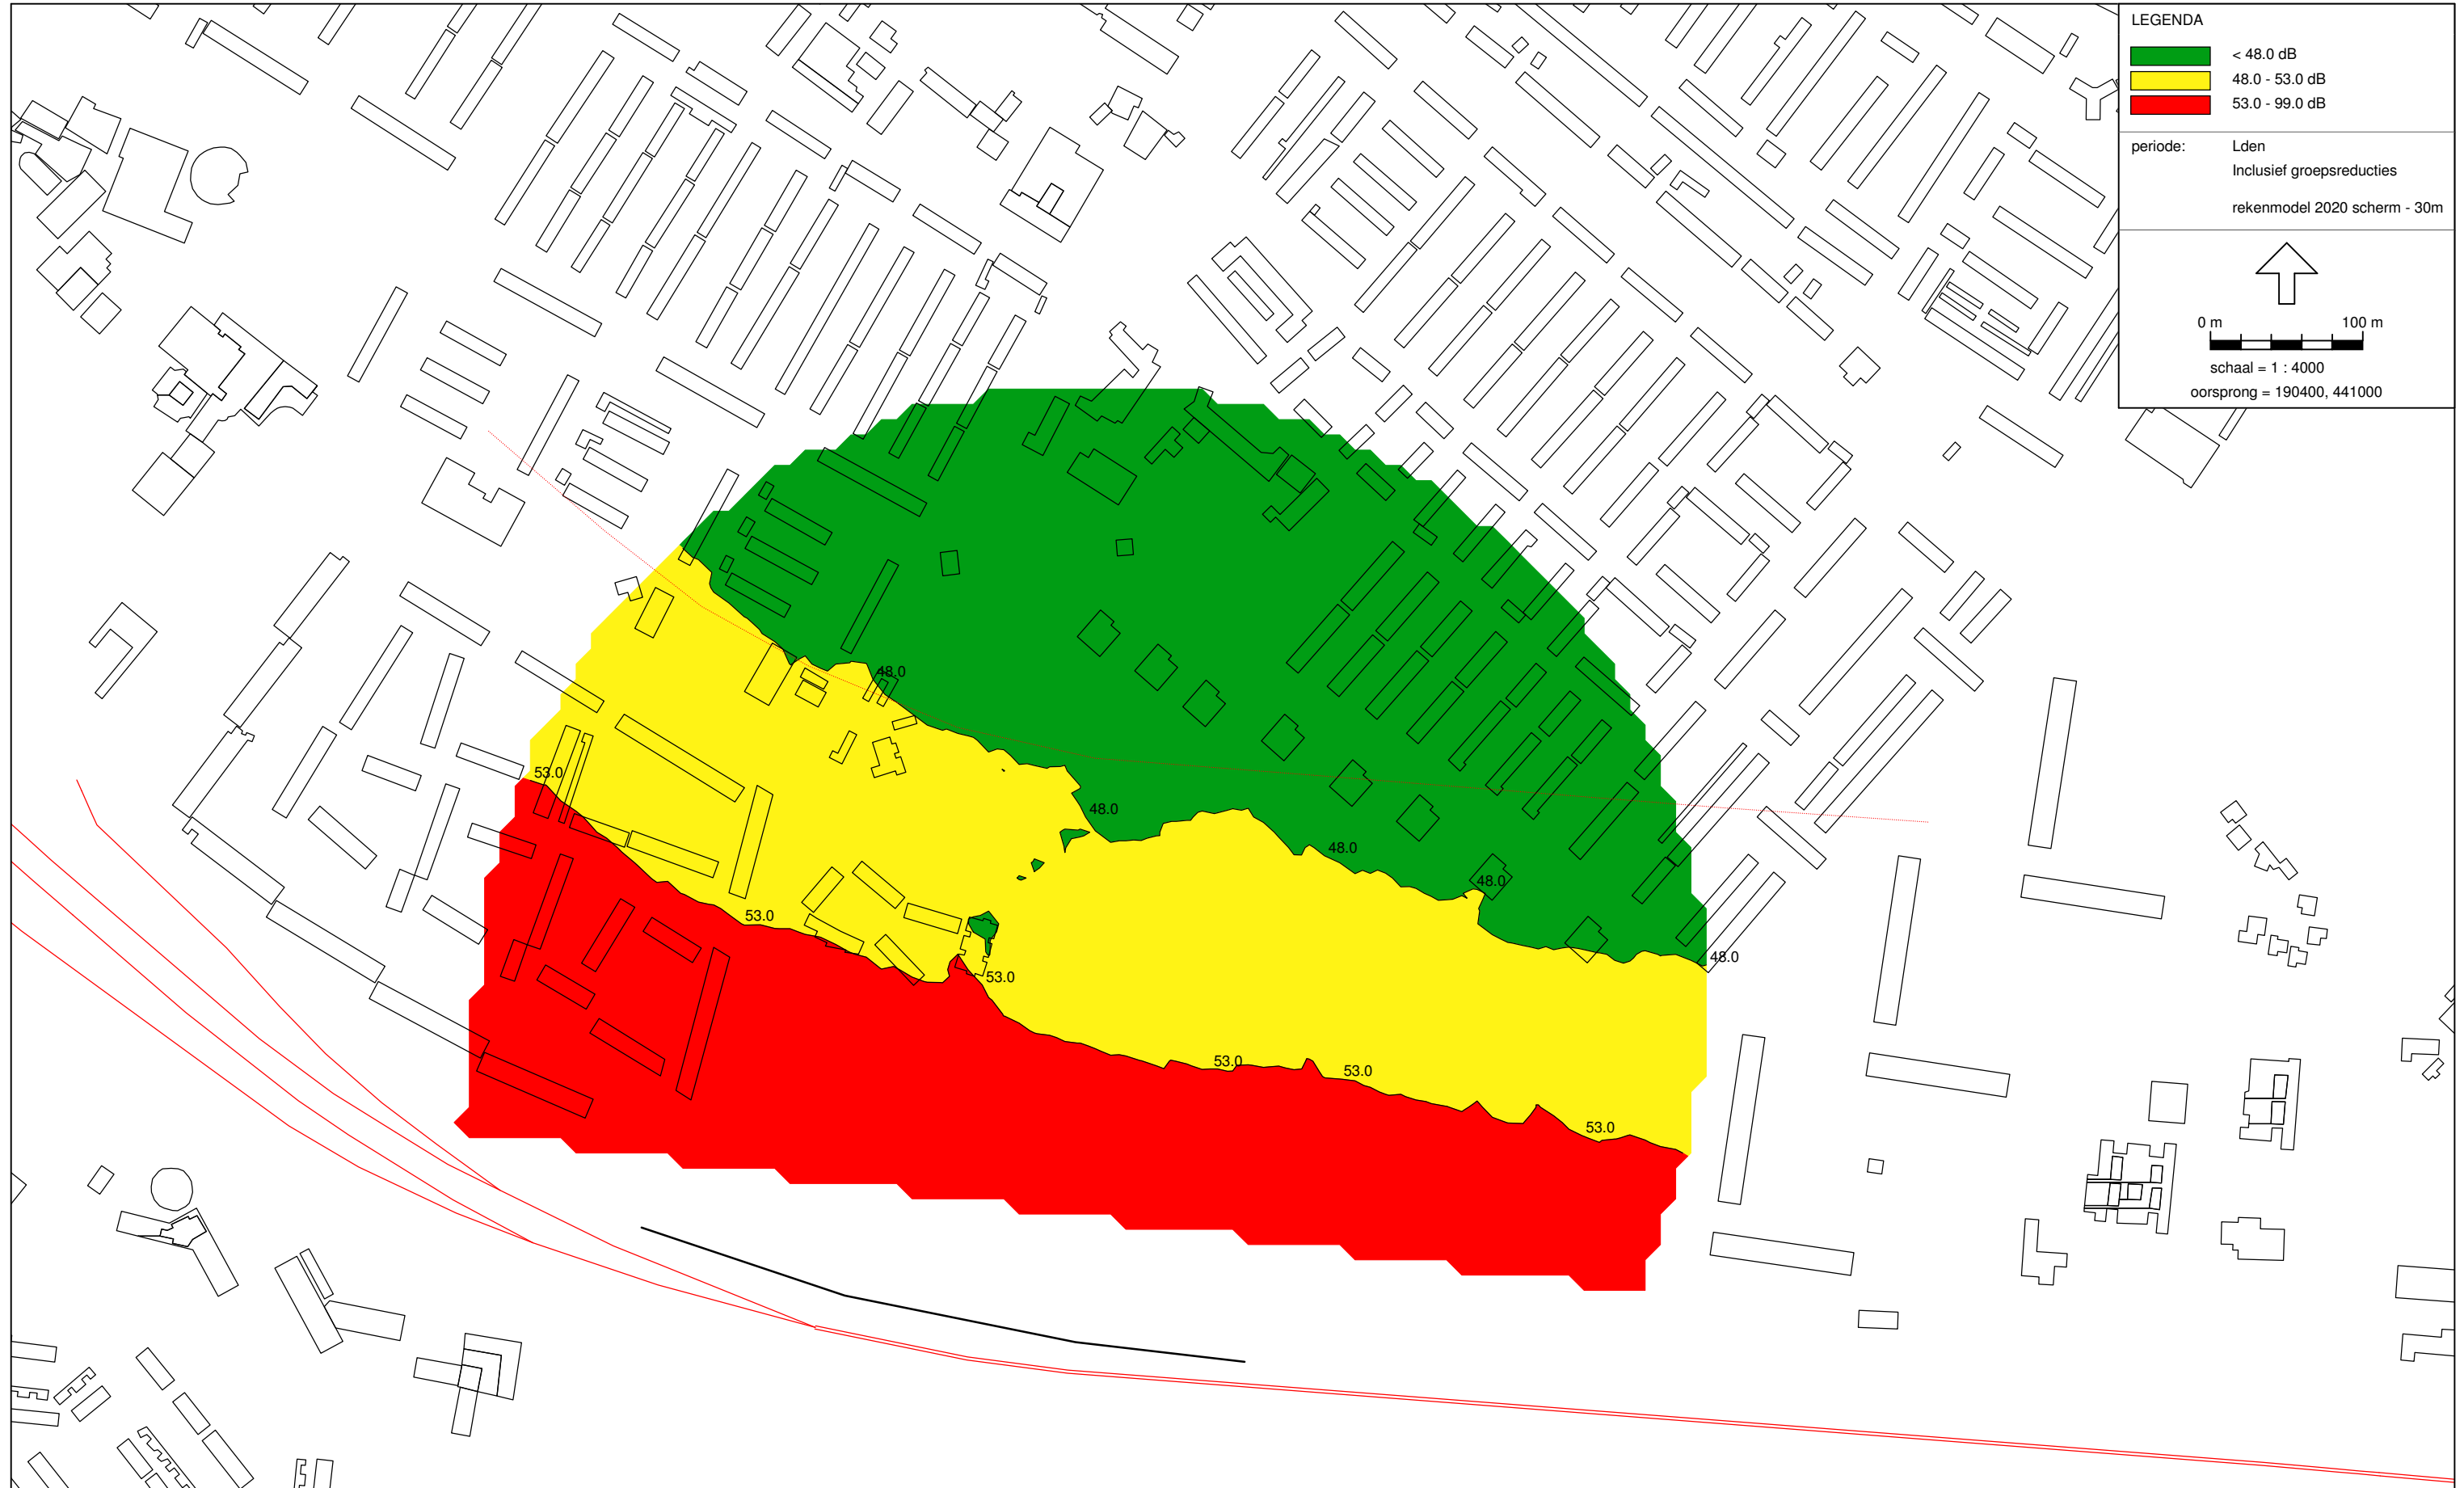 LEGENDA
< 48.0 dB
48.0 - 53.0 dB
53.0 - 99.0 dB
periode: Lden
Inclusief groepsreducties
rekenmodel 2020 scherm - 30m
0 m 100 m
schaal = 1 : 4000
oorsprong = 190400, 441000
48.0
53.0
48.0
48.0
48.0
53.0
48.0
53.0
53.0
53.0
53.0